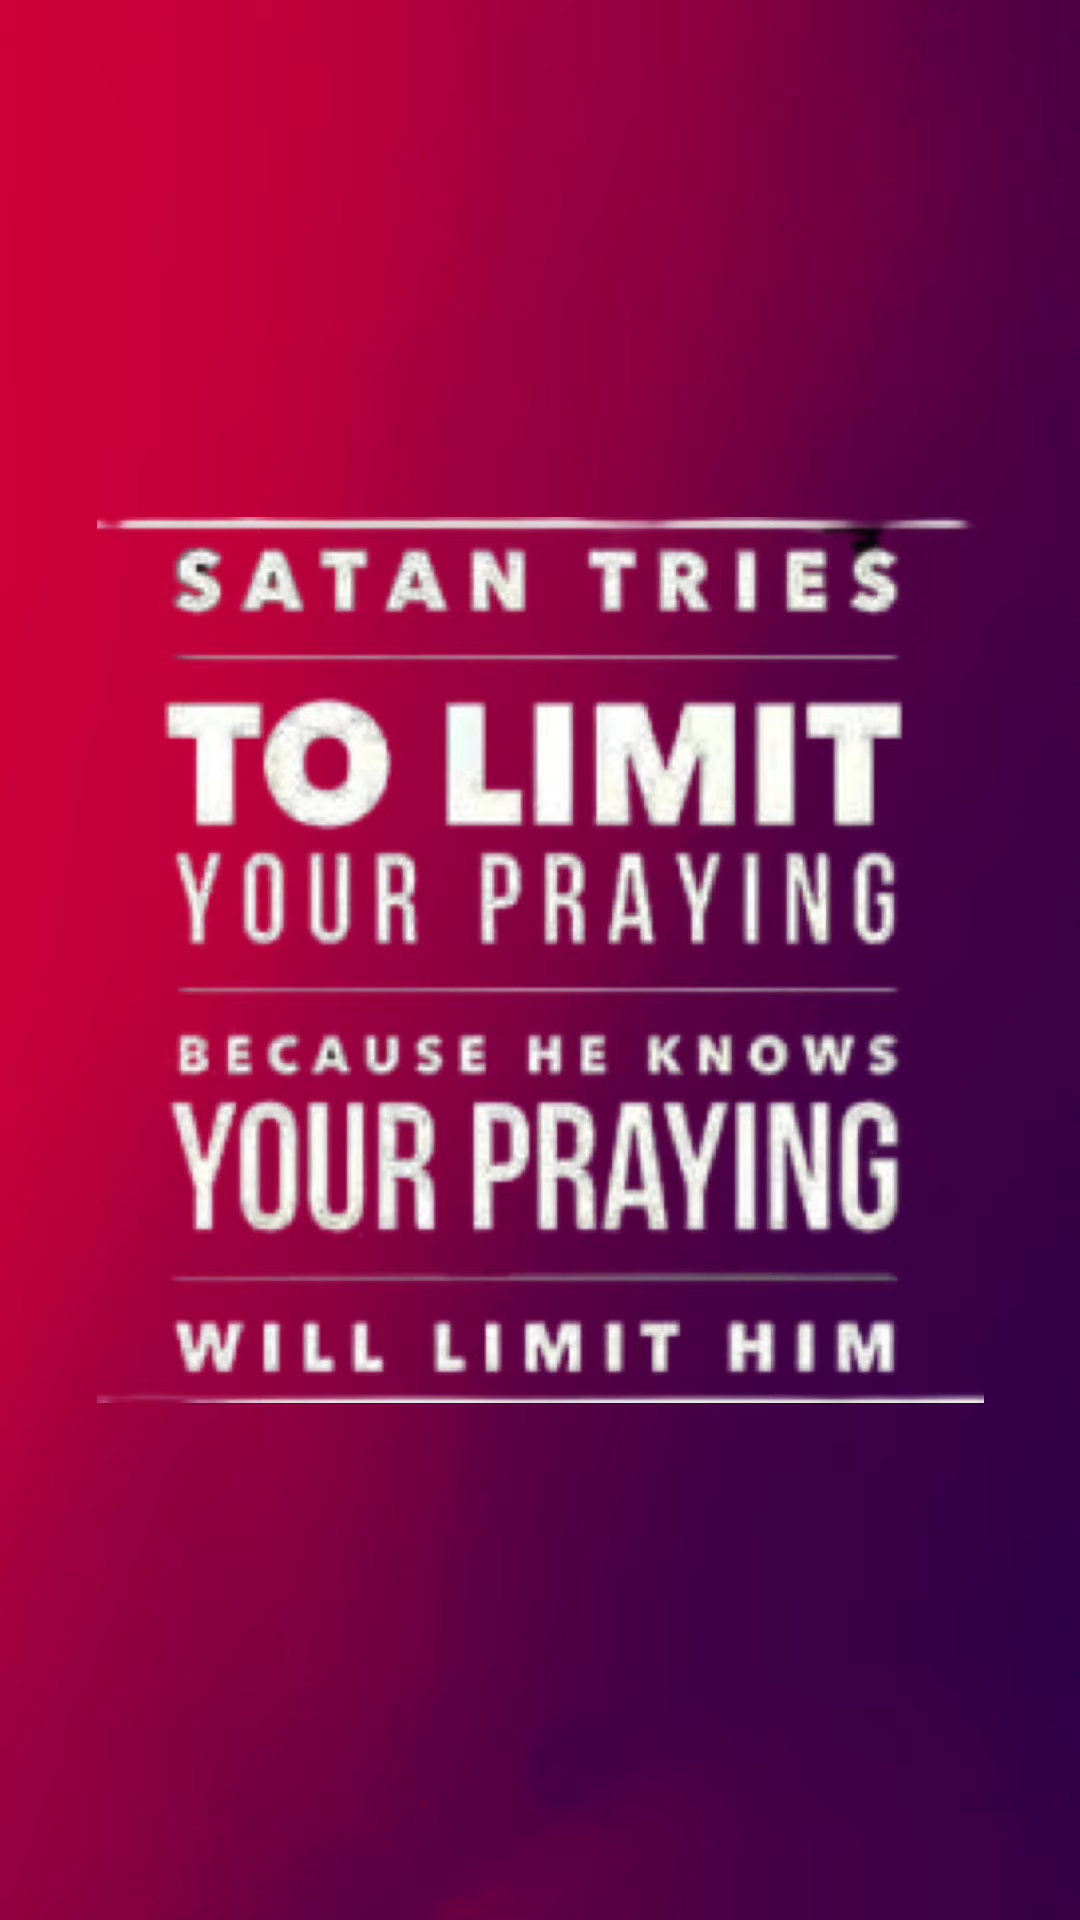 SATAN TRIES
TO LIMIT
YOUR PRAYING
BECAUSE HE KNOWS
YOUR PRAYING
WILL LIMIT HIM